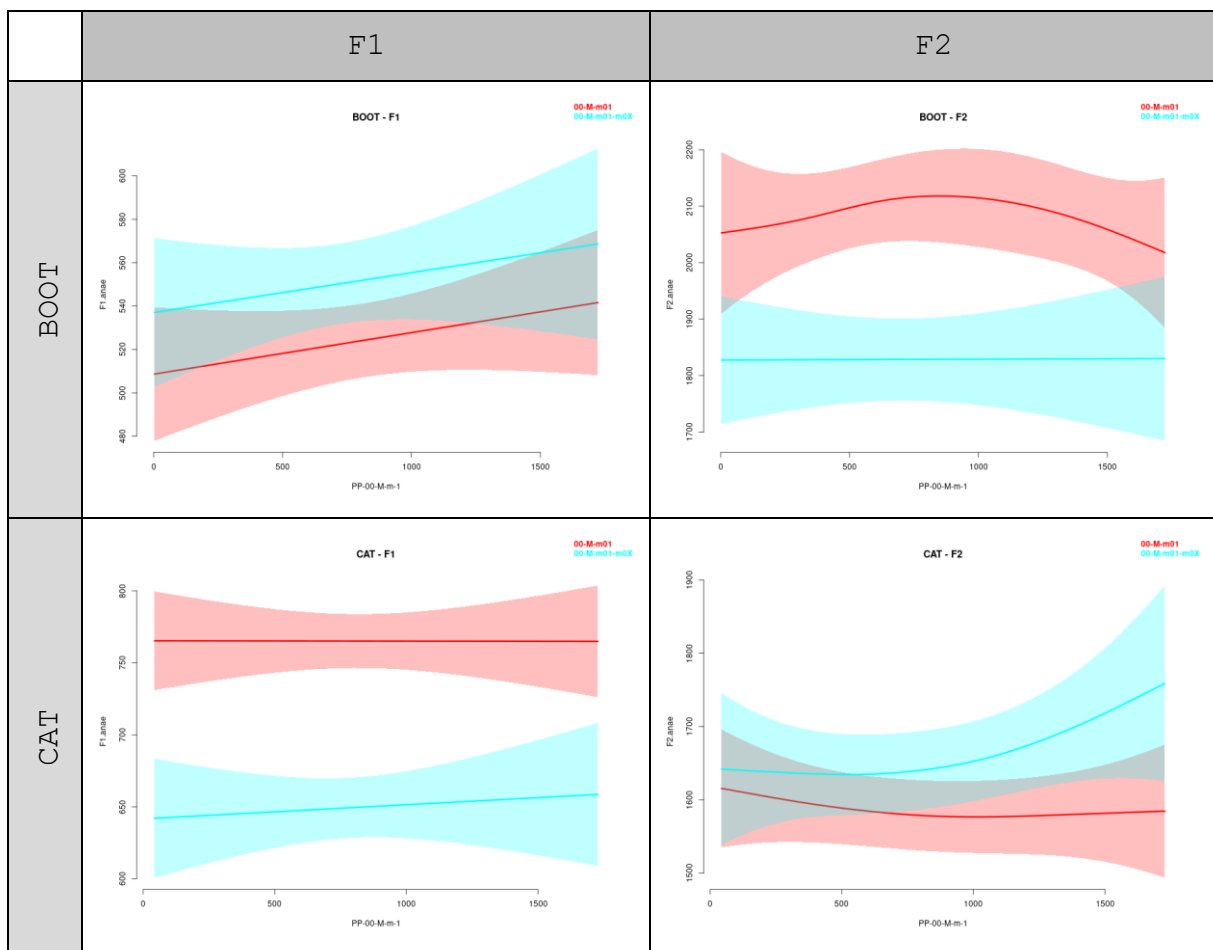 F1
F2
BOOT
BOOT - F1
00-M-m01
00-M-m01-m0X
F1.anae
600
580
560
540
520
500
480
0
500
1000
1500
PP-00-M-m-1
BOOT - F2
00-M-m01
00-M-m01-m0X
F2.anae
2200
2100
2000
1900
1800
1700
0
500
1000
1500
PP-00-M-m-1
CAT
CAT - F1
00-M-m01
00-M-m01-m0X
F1.anae
800
750
700
650
600
0
500
1000
1500
PP-00-M-m-1
CAT - F2
00-M-m01
00-M-m01-m0X
F2.anae
1900
1800
1700
1600
1500
0
500
1000
1500
PP-00-M-m-1